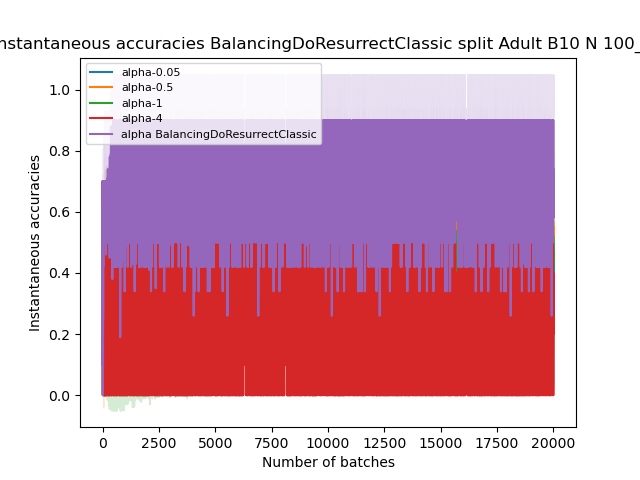 nstantaneous accuracies BalancingDoResurrectClassic split Adult B10 N 100_
alpha-0.05
alpha-0.5
alpha-1
alpha-4
alpha BalancingDoResurrectClassic
Instantaneous accuracies
1.0
0.8
0.6
0.4
0.2
0.0
0 2500 5000 7500 10000 12500 15000 17500 20000
Number of batches